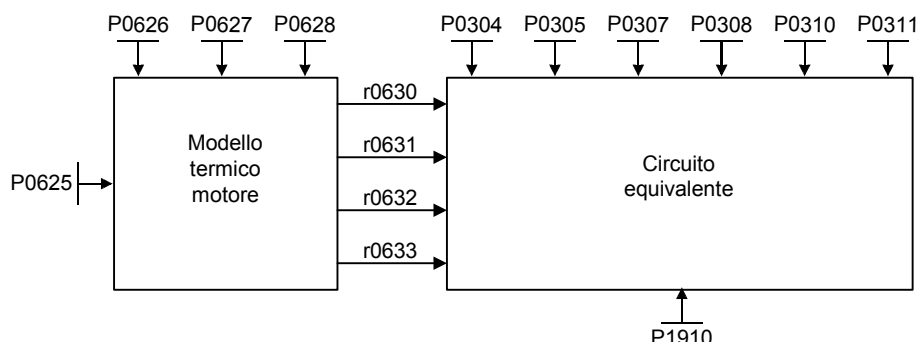 P0626 P0627 P0628 P0304 P0305 P0307 P0308 P0310 P0311
r0630
Modello
termico
motore
r0631
Circuito
equivalente
P0625
r0632
r0633
P1910